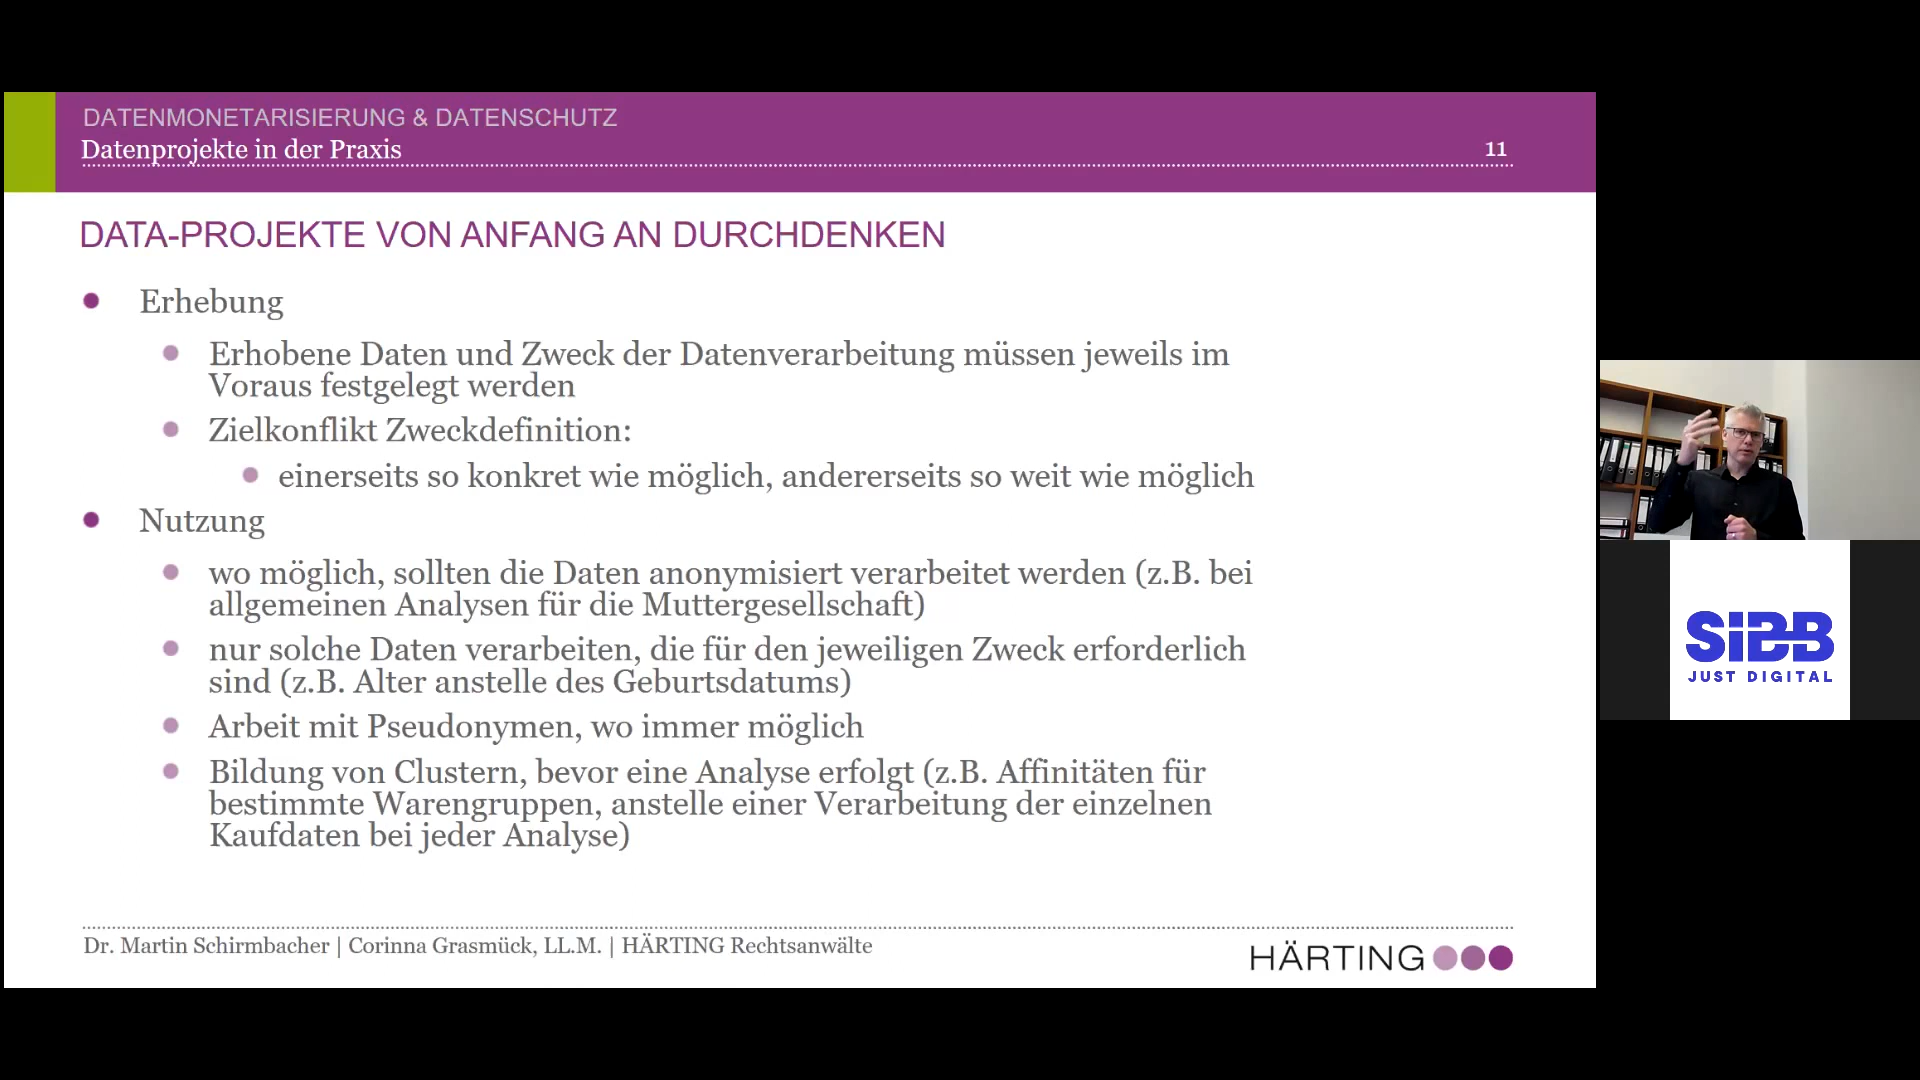 DATENMONETARISIERUNG & DATENSCHUTZ
Datenprojekte in der Praxis
11
DATA-PROJEKTE VON ANFANG AN DURCHDENKEN
Erhebung
Erhobene Daten und Zweck der Datenverarbeitung müssen jeweils im
Voraus festgelegt werden
Zielkonflikt Zweckdefinition:
einerseits so konkret wie möglich, andererseits so weit wie möglich
Nutzung
wo möglich, sollten die Daten anonymisiert verarbeitet werden (z.B. bei
allgemeinen Analysen für die Muttergesellschaft)
nur solche Daten verarbeiten, die für den jeweiligen Zweck erforderlich
sind (z.B. Alter anstelle des Geburtsdatums)
Arbeit mit Pseudonymen, wo immer möglich
Bildung von Clustern, bevor eine Analyse erfolgt (z.B. Affinitäten für
bestimmte Warengruppen, anstelle einer Verarbeitung der einzelnen
Kaufdaten bei jeder Analyse)
Dr. Martin Schirmbacher | Corinna Grasmück, LL.M. | HÄRTING Rechtsanwälte
HÄRTING
SIBB
JUST DIGITAL